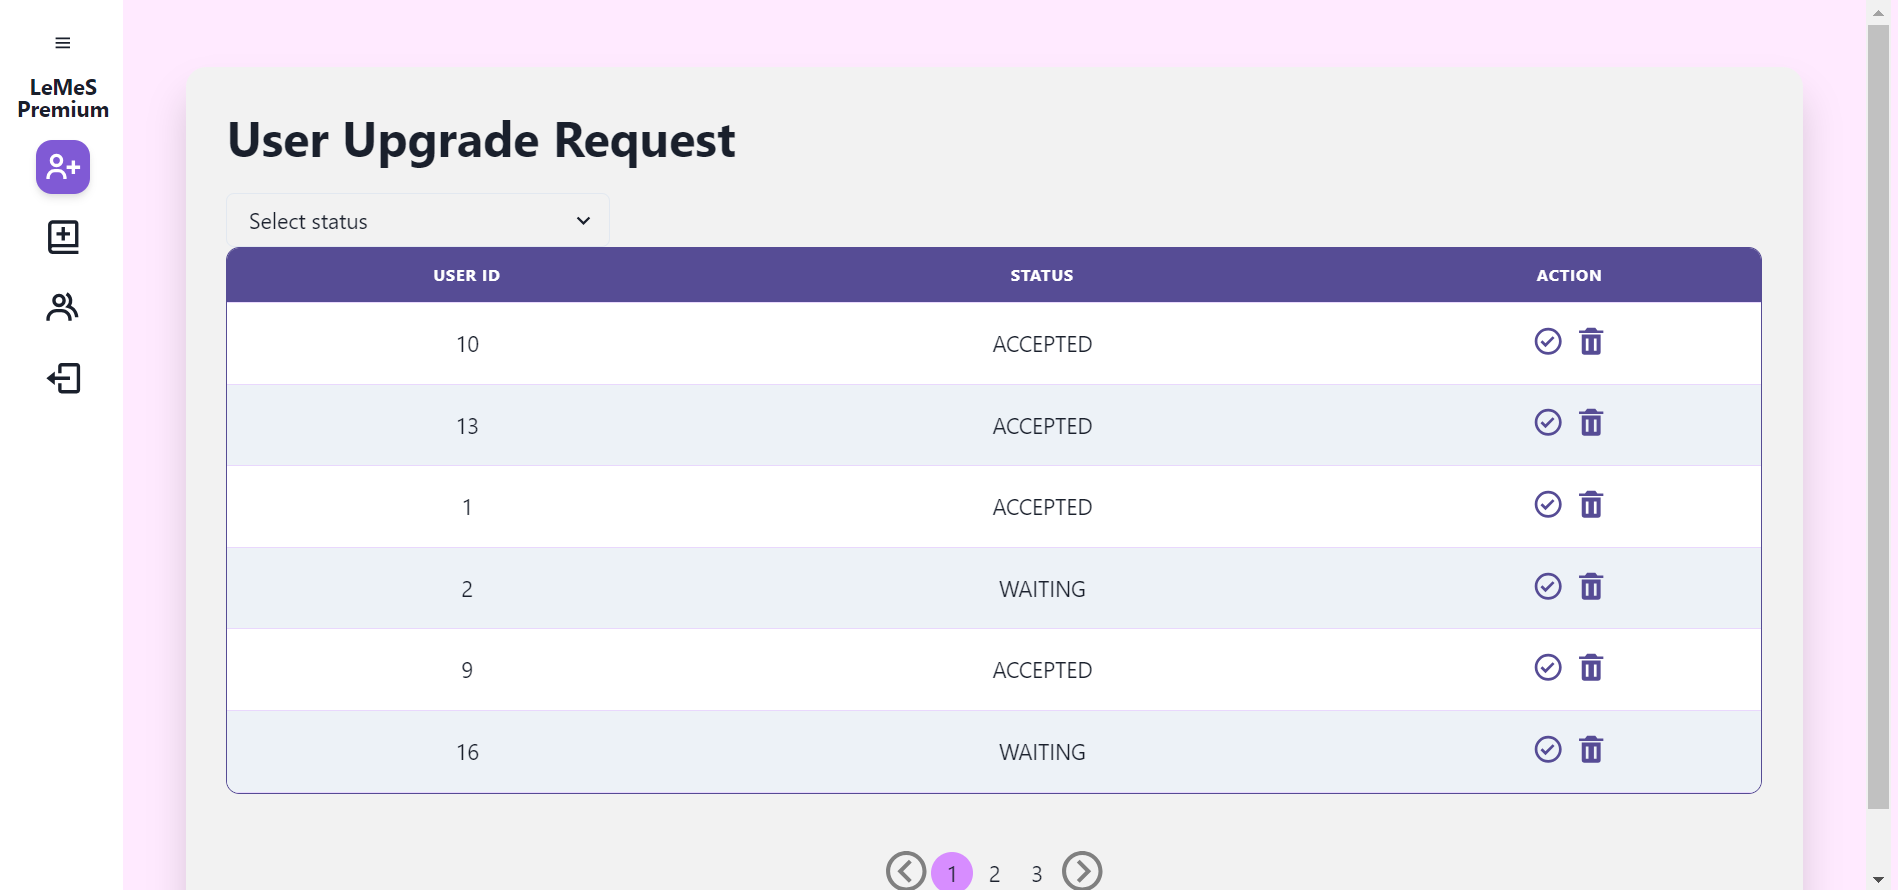 LeMeS
Premium
User Upgrade Request
Select status
USER ID STATUS ACTION
10 ACCEPTED
13 ACCEPTED
1 ACCEPTED
2 WAITING
9 ACCEPTED
16 WAITING
1 2 3